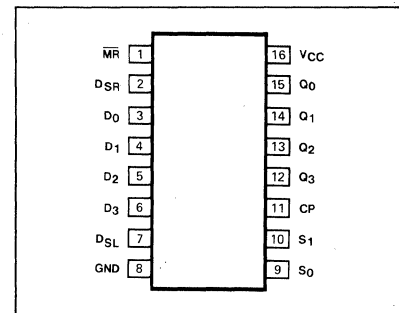 M̅R̅ 1 16 VCC
DSR 2 15 Q0
D0 3 14 Q1
D1 4 13 Q2
D2 5 12 Q3
D3 6 11 CP
DSL 7 10 S1
GND 8 9 S0